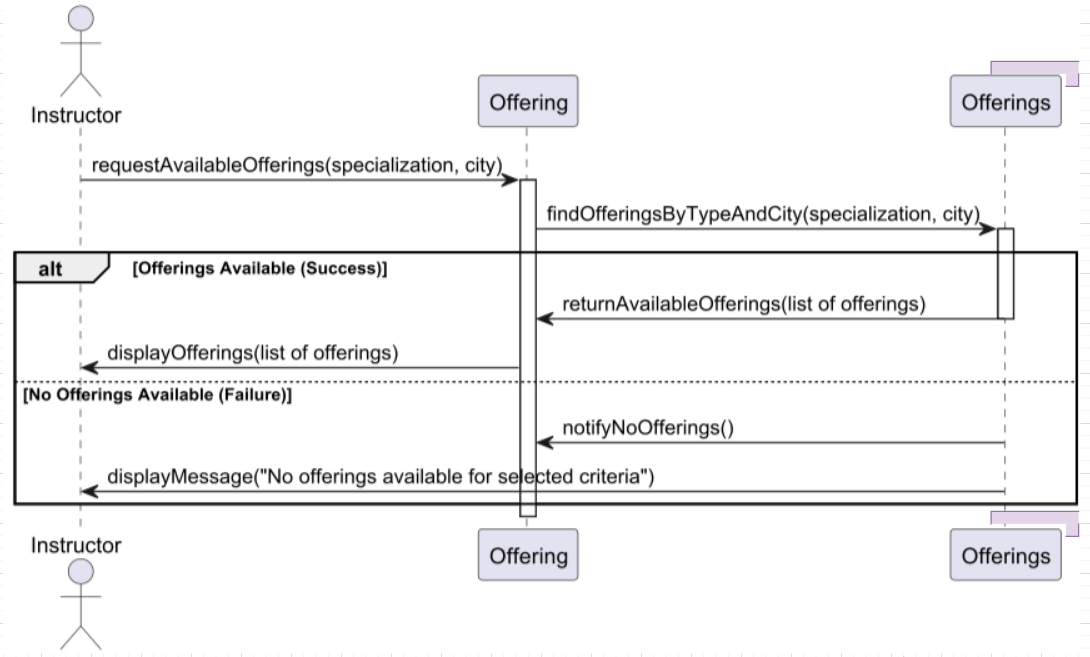 Instructor
Offering
Offerings
requestAvailableOfferings(specialization, city)
findOfferingsByTypeAndCity(specialization, city)
alt
[Offerings Available (Success)]
returnAvailableOfferings(list of offerings)
displayOfferings(list of offerings)
[No Offerings Available (Failure)]
notifyNoOfferings()
displayMessage("No offerings available for selected criteria")
Instructor
Offering
Offerings